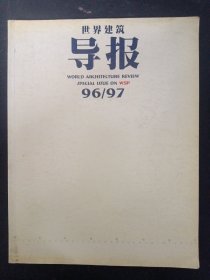 世界建筑
导报
WORLD ARCHITECTURE REVIEW
SPECIAL ISSUE ON WSP
96/97